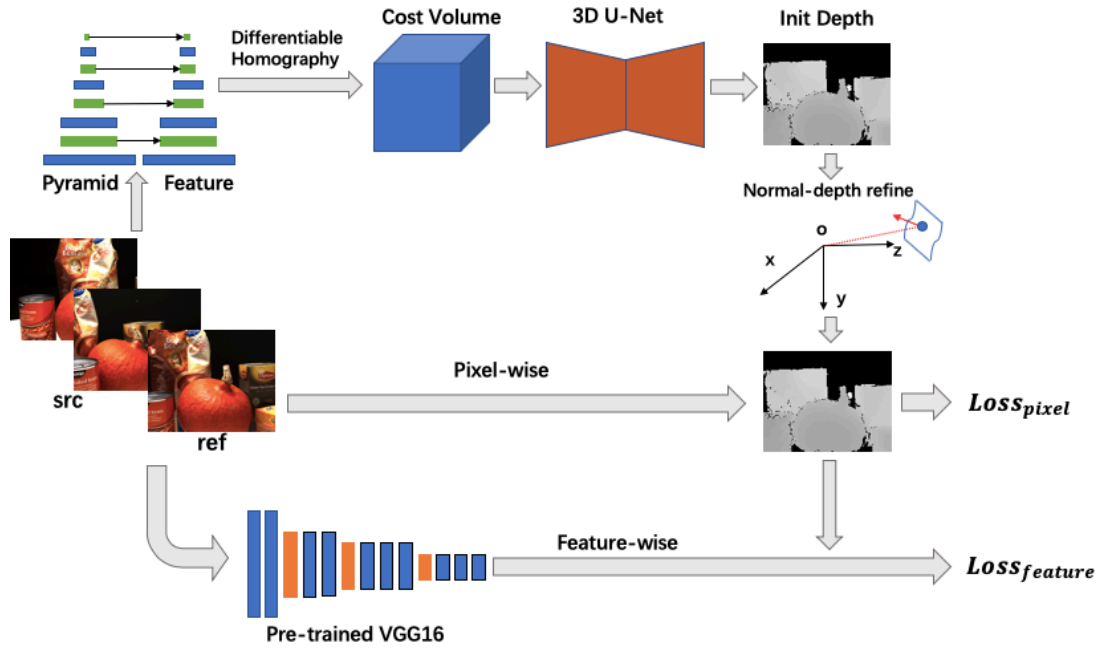 Cost Volume
3D U-Net
Init Depth
Differentiable
Homography
Pyramid
Feature
Normal-depth refine
o
x
z
y
src
ref
Pixel-wise
Loss_pixel
Feature-wise
Loss_feature
Pre-trained VGG16